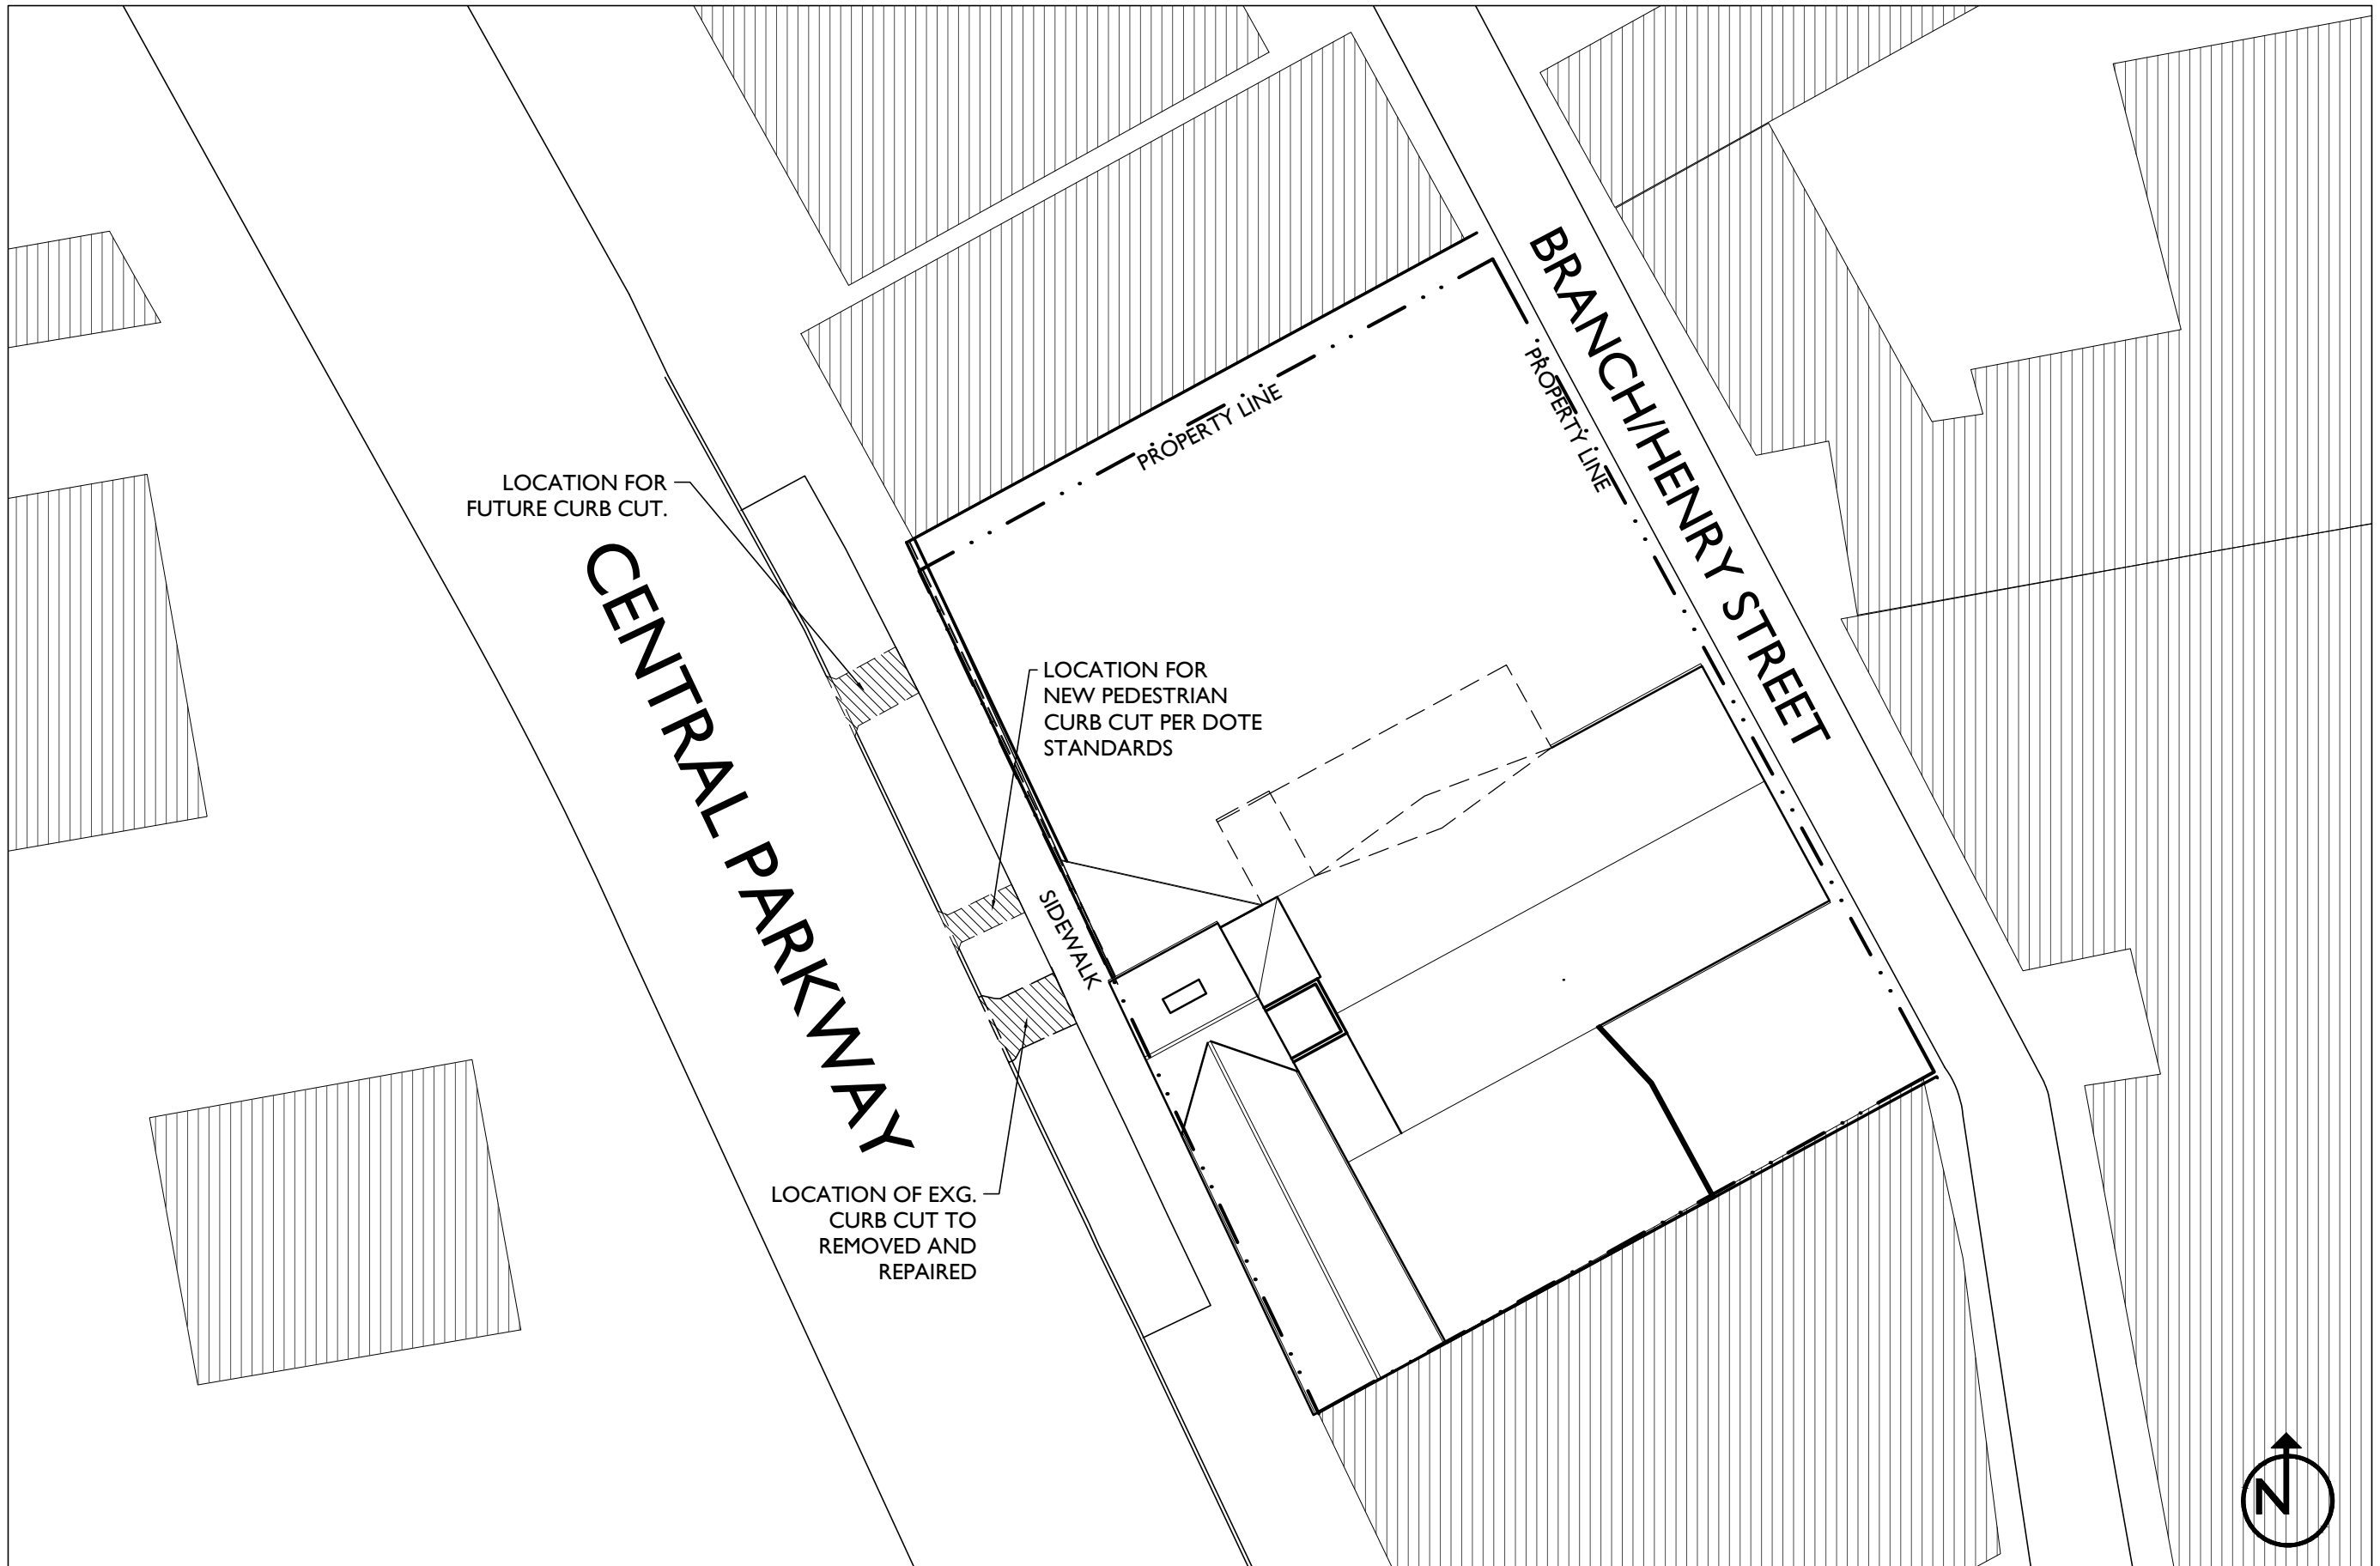 BRANCH/HENRY STREET
PROPERTY LINE
PROPERTY LINE
LOCATION FOR
FUTURE CURB CUT.
CENTRAL PARKWAY
LOCATION FOR
NEW PEDESTRIAN
CURB CUT PER DOTE
STANDARDS
SIDEWALK
LOCATION OF EXG.
CURB CUT TO
REMOVED AND
REPAIRED
N